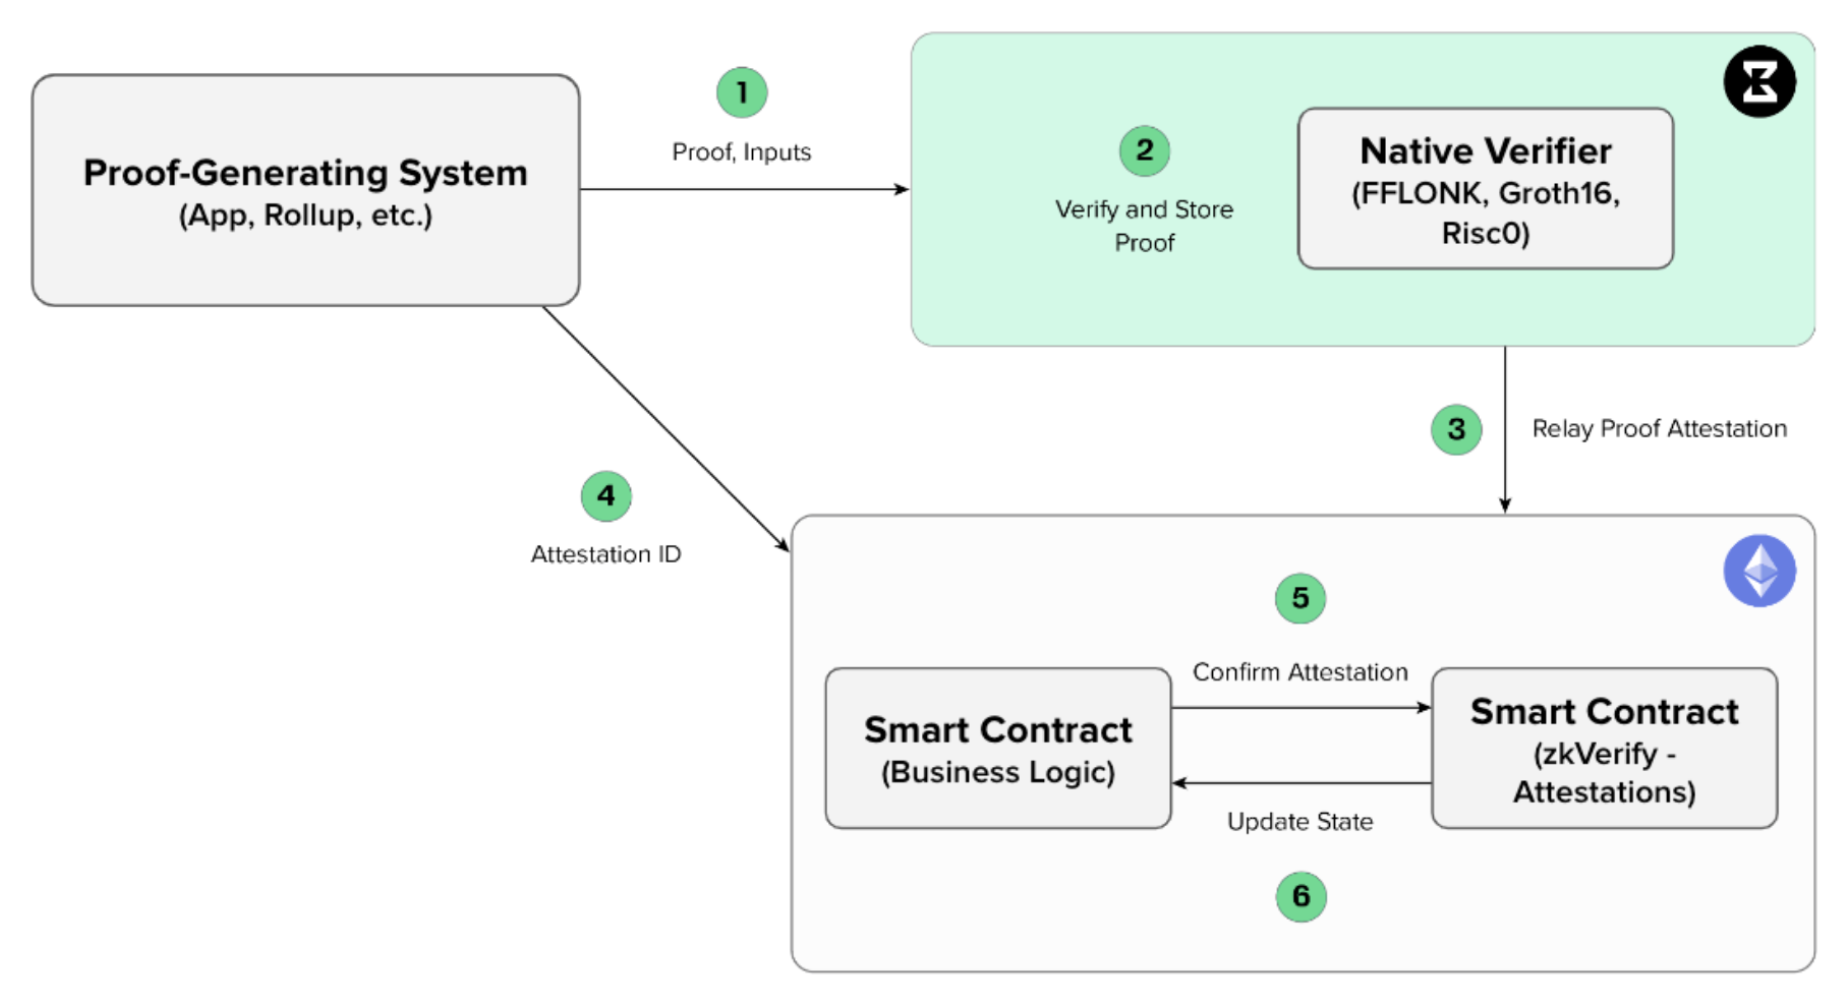 Proof-Generating System
(App, Rollup, etc.)
1
Proof, Inputs
2
Verify and Store
Proof
Native Verifier
(FFLONK, Groth16,
Risc0)
3
Relay Proof Attestation
4
Attestation ID
5
Confirm Attestation
Smart Contract
(Business Logic)
Smart Contract
(zkVerify -
Attestations)
Update State
6